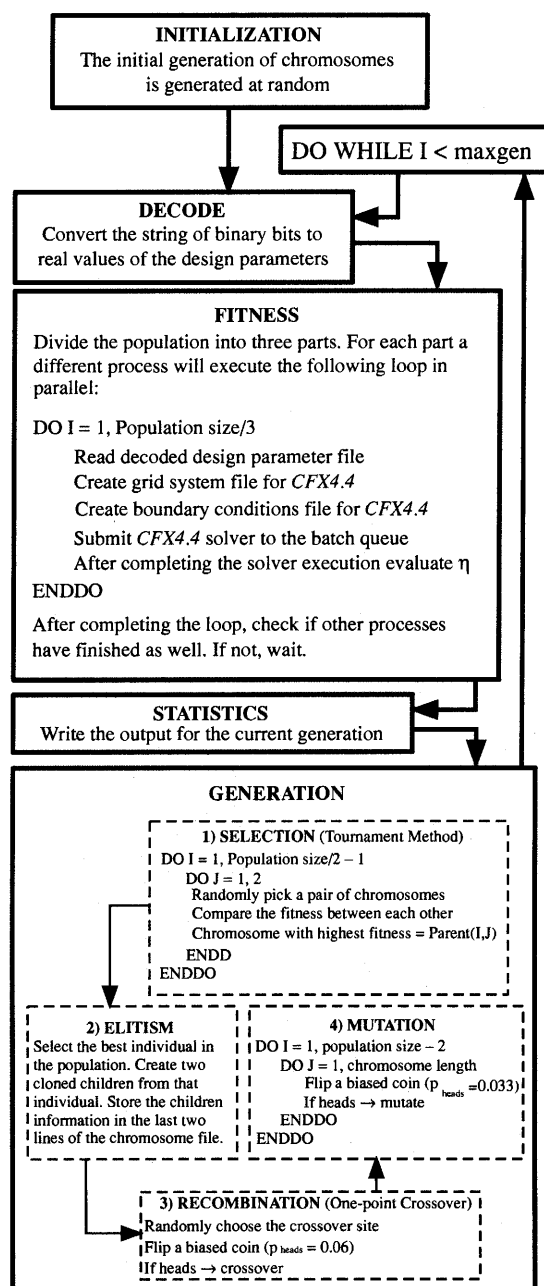 INITIALIZATION
The initial generation of chromosomes
is generated at random
DO WHILE I < maxgen
DECODE
Convert the string of binary bits to
real values of the design parameters
FITNESS
Divide the population into three parts. For each part a
different process will execute the following loop in
parallel:
DO I = 1, Population size/3
Read decoded design parameter file
Create grid system file for CFX4.4
Create boundary conditions file for CFX4.4
Submit CFX4.4 solver to the batch queue
After completing the solver execution evaluate η
ENDDO
After completing the loop, check if other processes
have finished as well. If not, wait.
STATISTICS
Write the output for the current generation
GENERATION
1) SELECTION (Tournament Method)
DO I = 1, Population size/2 – 1
DO J = 1, 2
Randomly pick a pair of chromosomes
Compare the fitness between each other
Chromosome with highest fitness = Parent(I,J)
ENDD
ENDDO
2) ELITISM
Select the best individual in
the population. Create two
cloned children from that
individual. Store the children
information in the last two
lines of the chromosome file.
4) MUTATION
DO I = 1, population size – 2
DO J = 1, chromosome length
Flip a biased coin (p heads =0.033)
If heads → mutate
ENDDO
ENDDO
3) RECOMBINATION (One-point Crossover)
Randomly choose the crossover site
Flip a biased coin (p heads = 0.06)
If heads → crossover